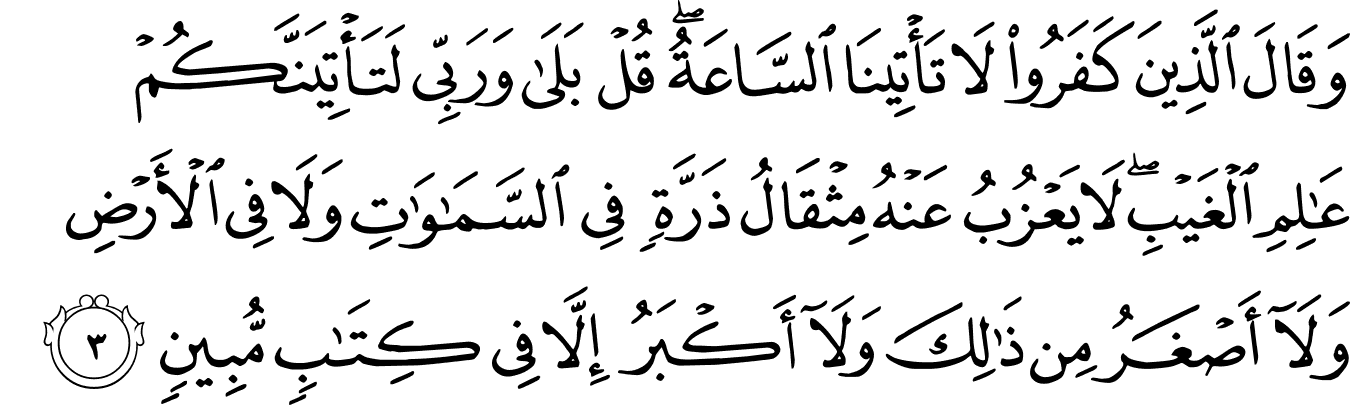 وَقَالَ ٱلَّذِينَ كَفَرُوا۟ لَا تَأْتِينَا ٱلسَّاعَةُ ۖ قُلْ بَلَىٰ وَرَبِّى لَتَأْتِيَنَّكُمْ
عَـٰلِمِ ٱلْغَيْبِ ۖ لَا يَعْزُبُ عَنْهُ مِثْقَالُ ذَرَّةٍ فِى ٱلسَّمَـٰوَٰتِ وَلَا فِى ٱلْأَرْضِ
وَلَآ أَصْغَرُ مِن ذَٰلِكَ وَلَآ أَكْبَرُ إِلَّا فِى كِتَـٰبٍ مُّبِينٍ ٣